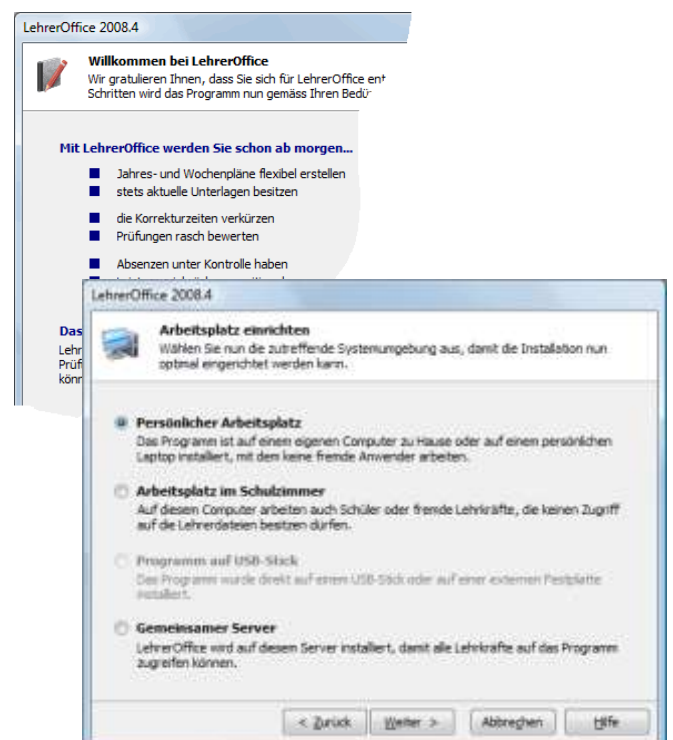 LehrerOffice 2008.4
Willkommen bei LehrerOffice
Wir gratulieren Ihnen, dass Sie sich für LehrerOffice
Schritten wird das Programm nun gemäss Ihren
Mit LehrerOffice werden Sie schon ab morgen...
Jahres- und Wochenpläne flexibel erstellen
stets aktuelle Unterlagen besitzen
die Korrekturzeiten verkürzen
Prüfungen rasch bewerten
Absenzen unter Kontrolle haben
Das
Lehr
Prüf
könr
LehrerOffice 2008.4
Arbeitsplatz einrichten
Wählen Sie nun die zutreffende Systemumgebung aus, damit die Installation nun
optimal eingerichtet werden kann.
Persönlicher Arbeitsplatz
Das Programm ist auf einem eigenen Computer zu Hause oder auf einem persönlichen
Laptop installiert, mit dem keine fremde Anwender arbeiten.
Arbeitsplatz im Schulzimmer
Auf diesem Computer arbeiten auch Schüler oder fremde Lehrkräfte, die keinen Zugriff
auf die Lehrerdateien besitzen dürfen.
Programm auf USB-Stick
Das Programm wurde direkt auf einem USB-Stick oder auf einer externen Festplatte
installiert.
Gemeinsamer Server
LehrerOffice wird auf diesem Server installiert, damit alle Lehrkräfte auf das Programm
zugreifen können.
< Zurück Weiter > Abbrechen Hilfe